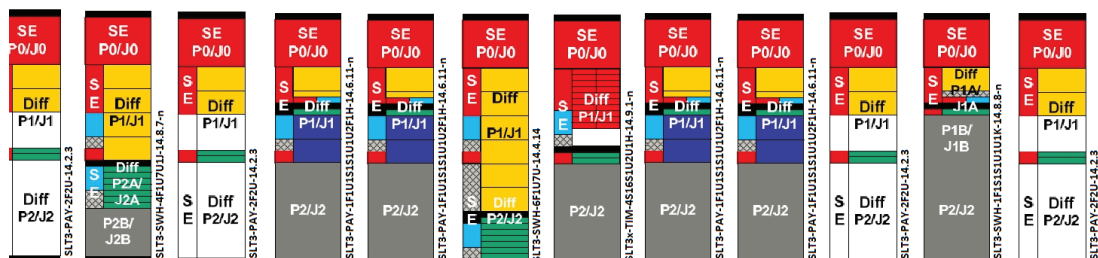 SE
P0/J0
Diff
P1/J1
Diff
P2/J2
SLT3-PAY-2F2U-14.2.3
SE
P0/J0
S
E
Diff
P1/J1
Diff
S
E
P2A/
J2A
P2B/
J2B
SLT3-SWH-4F1U7U1J-14.8.7-n
SE
P0/J0
S
E
Diff
P1/J1
S
E
Diff
P2/J2
SLT3-PAY-2F2U-14.2.3
SE
P0/J0
S
E
Diff
P1/J1
P2/J2
SLT3-PAY-1F1U1S1S1U1U2F1H-14.6.11-n
SE
P0/J0
S
E
Diff
P1/J1
P2/J2
SLT3-PAY-1F1U1S1S1U1U2F1H-14.6.11-n
SE
P0/J0
S
E
Diff
P1/J1
S
E
Diff
P2/J2
SLT3-SWH-6F1U7U-14.4.14
SE
P0/J0
S
E
Diff
P1/J1
P2/J2
SLT3x-TIM-4S16S1U2U1H-14.9.1-n
SE
P0/J0
S
E
Diff
P1/J1
P2/J2
SLT3-PAY-1F1U1S1S1U1U2F1H-14.6.11-n
SE
P0/J0
S
E
Diff
P1/J1
P2/J2
SLT3-PAY-1F1U1S1S1U1U2F1H-14.6.11-n
SE
P0/J0
S
E
Diff
P1/J1
S
E
Diff
P2/J2
SLT3-PAY-2F2U-14.2.3
SE
P0/J0
S
E
Diff
P1A/
J1A
P1B/
J1B
P2/J2
SLT3-SWH-1F1S1S1U1U1K-14.8.8-n
SE
P0/J0
S
E
Diff
P1/J1
S
E
Diff
P2/J2
SLT3-PAY-2F2U-14.2.3